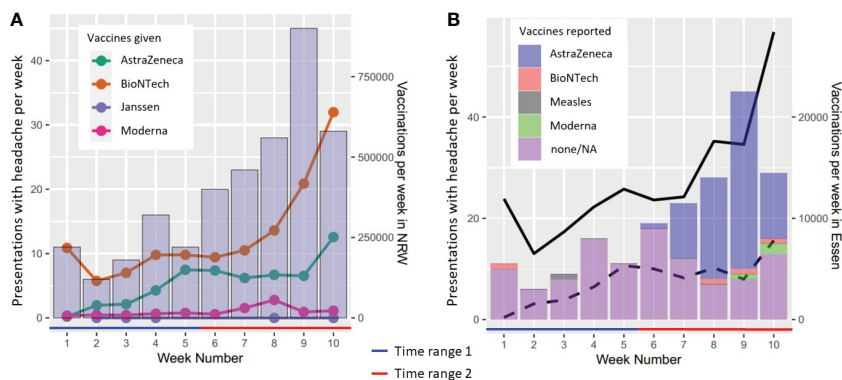 A
Presentations with headache per week
40
30
20
10
0
Vaccines given
AstraZeneca
BioNTech
Janssen
Moderna
750000
500000
250000
0
Vaccinations per week in NRW
1 2 3 4 5 6 7 8 9 10
Week Number
B
Presentations with headache per week
40
20
0
Vaccines reported
AstraZeneca
BioNTech
Measles
Moderna
none/NA
20000
10000
0
Vaccinations per week in Essen
1 2 3 4 5 6 7 8 9 10
Week Number
Time range 1
Time range 2